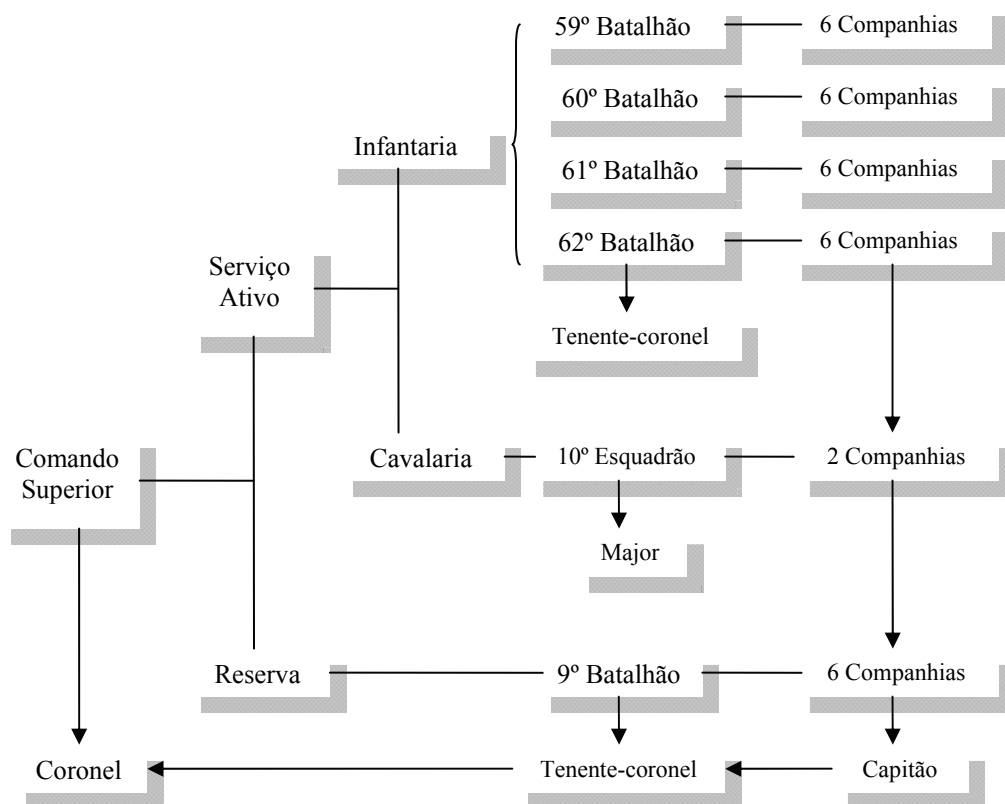 59º Batalhão
6 Companhias
60º Batalhão
6 Companhias
Infantaria
61º Batalhão
6 Companhias
62º Batalhão
6 Companhias
Serviço
Ativo
Tenente-coronel
Comando
Superior
Cavalaria
10º Esquadrão
2 Companhias
Major
Reserva
9º Batalhão
6 Companhias
Coronel
Tenente-coronel
Capitão